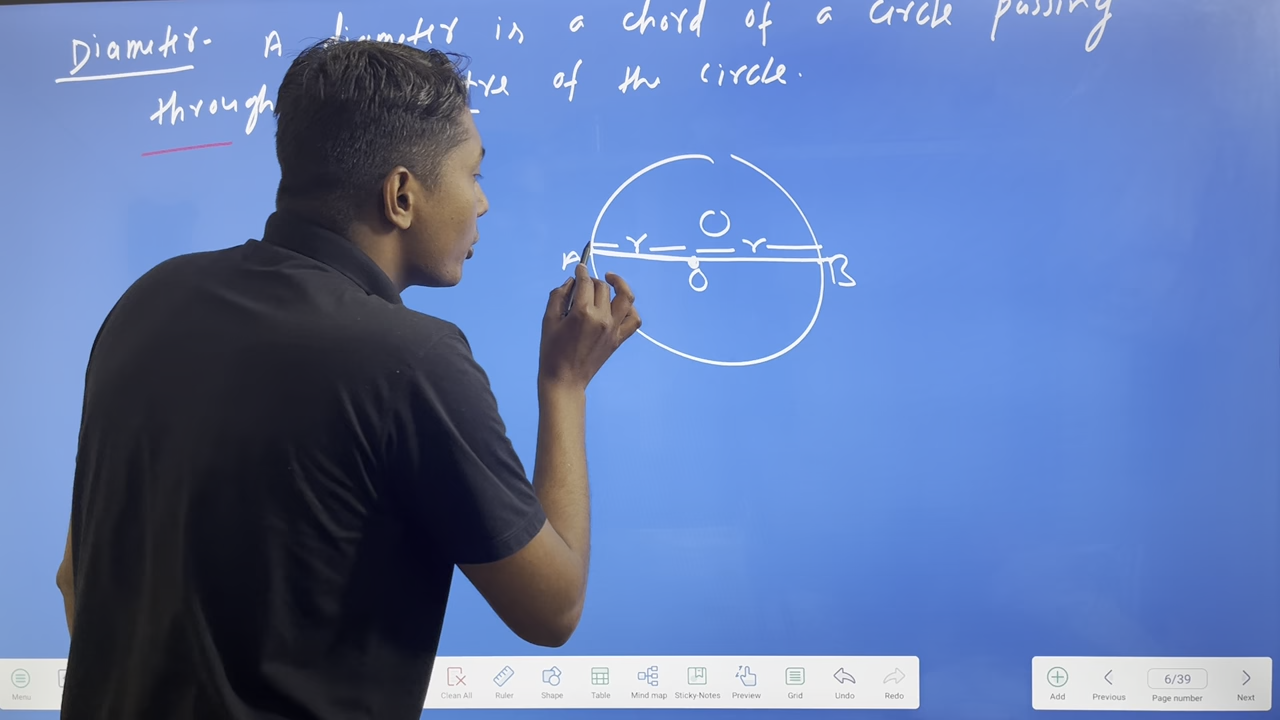 Diameter- A diameter is a chord of a circle passing
through of the circle.
r r
A B
O
Menu
Clean All Ruler Shape Table Mind map Sticky-Notes Preview Grid Undo Redo
Add Previous 6/39 Page number Next